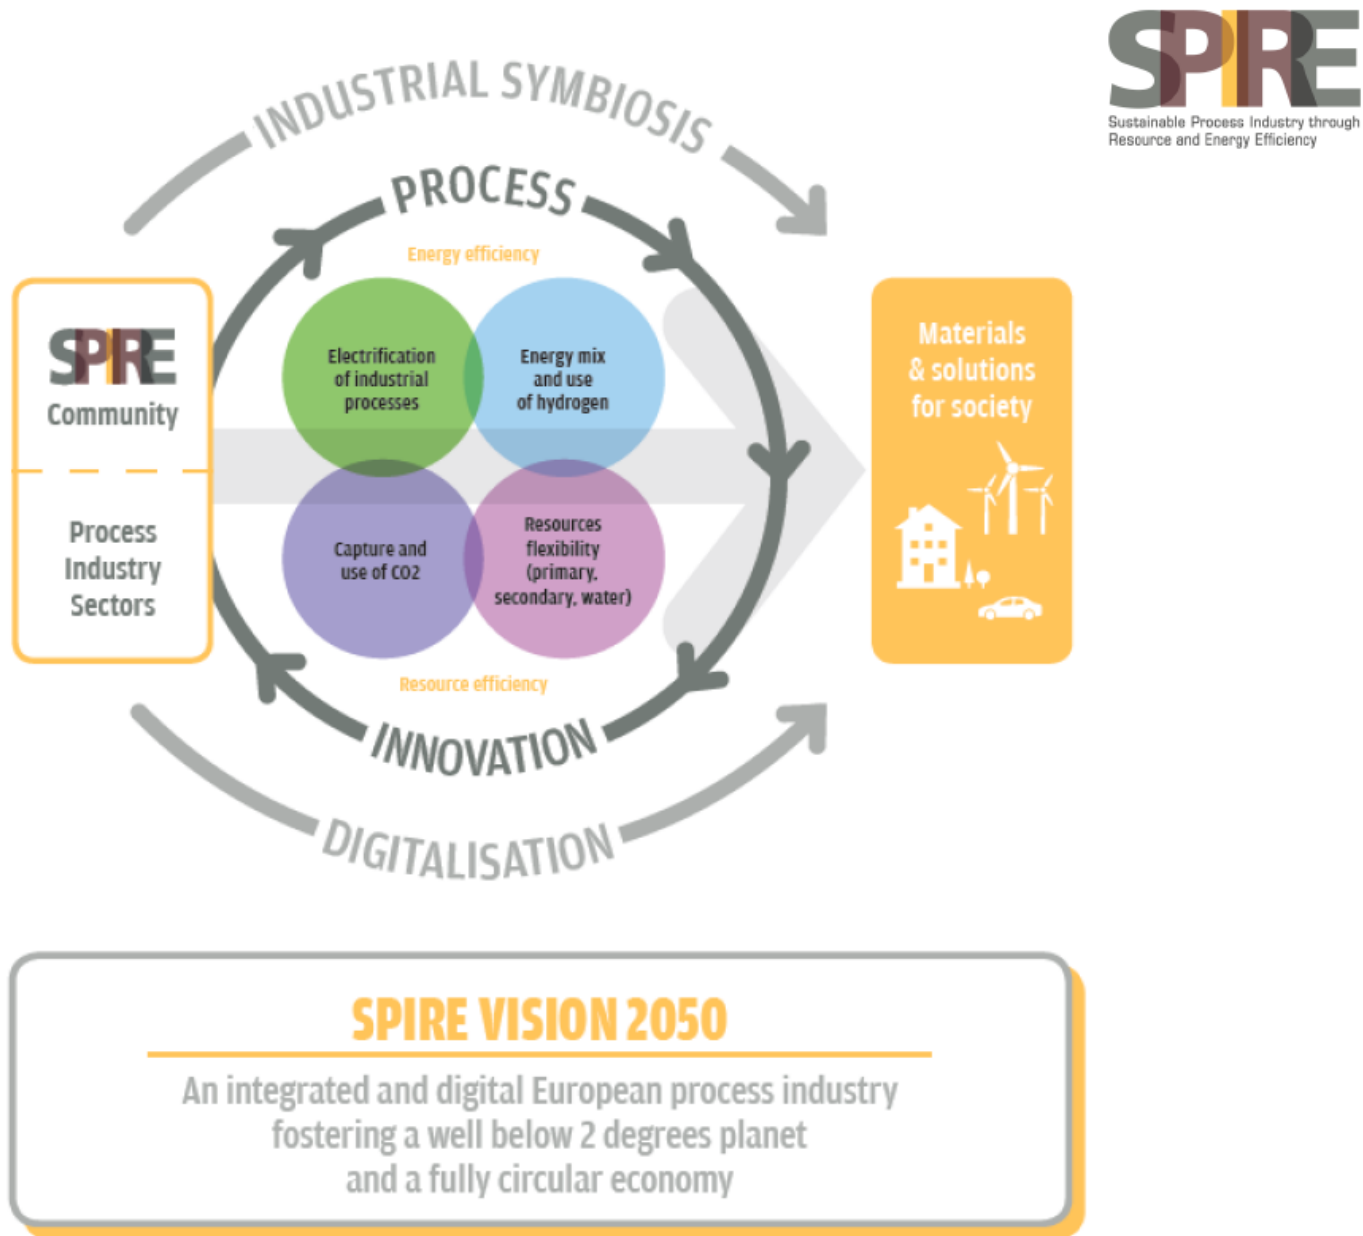 SPIRE
Sustainable Process Industry through
Resource and Energy Efficiency
INDUSTRIAL SYMBIOSIS
PROCESS
Energy efficiency
SPIRE
Community
Process
Industry
Sectors
Electrification
of industrial
processes
Energy mix
and use
of hydrogen
Capture and
use of CO2
Resources
flexibility
(primary,
secondary, water)
Resource efficiency
INNOVATION
DIGITALISATION
Materials
& solutions
for society
SPIRE VISION 2050
An integrated and digital European process industry
fostering a well below 2 degrees planet
and a fully circular economy